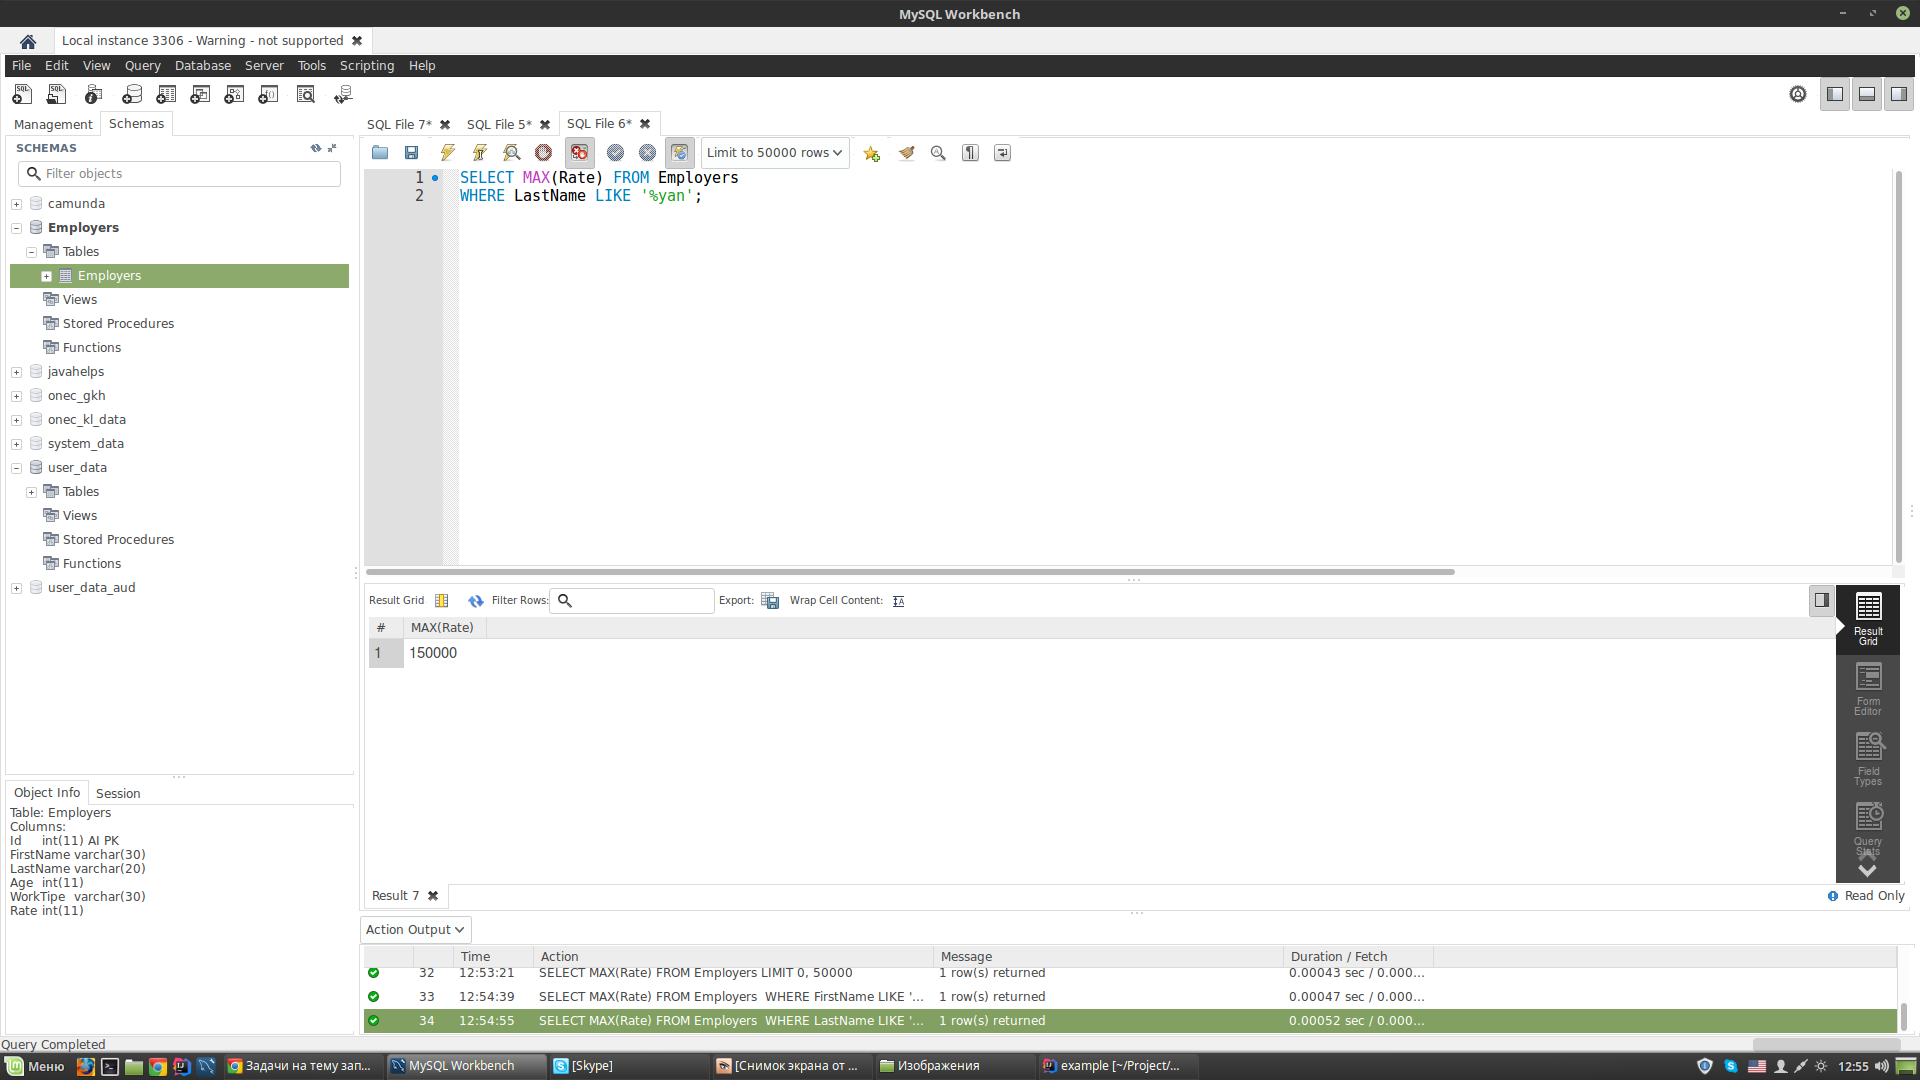 MySQL Workbench
Local instance 3306 - Warning - not supported
File Edit View Query Database Server Tools Scripting Help
Management Schemas
SQL File 7* SQL File 5* SQL File 6*
SCHEMAS
Filter objects
Limit to 50000 rows
camunda
Employers
Tables
Employers
Views
Stored Procedures
Functions
javahelps
onec_gkh
onec_kl_data
system_data
user_data
Tables
Views
Stored Procedures
Functions
user_data_aud
1 SELECT MAX(Rate) FROM Employers
2 WHERE LastName LIKE '%yan';
Result Grid Filter Rows: Export: Wrap Cell Content:
# MAX(Rate)
1 150000
Result Grid
Form Editor
Field Types
Query Stats
Result 7
Read Only
Object Info Session
Table: Employers
Columns:
Id int(11) AI PK
FirstName varchar(30)
LastName varchar(20)
Age int(11)
WorkTipe varchar(30)
Rate int(11)
Action Output
Time Action Message Duration / Fetch
32 12:53:21 SELECT MAX(Rate) FROM Employers LIMIT 0, 50000 1 row(s) returned 0.00043 sec / 0.000...
33 12:54:39 SELECT MAX(Rate) FROM Employers WHERE FirstName LIKE '... 1 row(s) returned 0.00047 sec / 0.000...
34 12:54:55 SELECT MAX(Rate) FROM Employers WHERE LastName LIKE '... 1 row(s) returned 0.00052 sec / 0.000...
Query Completed
Меню Задачи на тему зап... MySQL Workbench [Skype] [Снимок экрана от ... Изображения example [~/Project/... 12:55